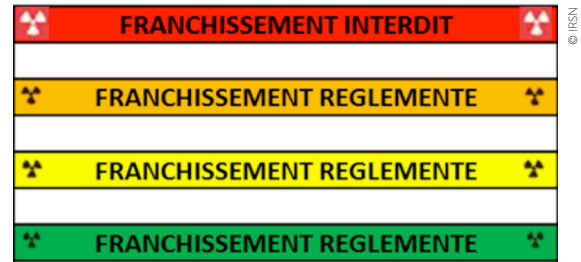 FRANCHISSEMENT INTERDIT
FRANCHISSEMENT REGLEMENTE
FRANCHISSEMENT REGLEMENTE
FRANCHISSEMENT REGLEMENTE
© IRSN